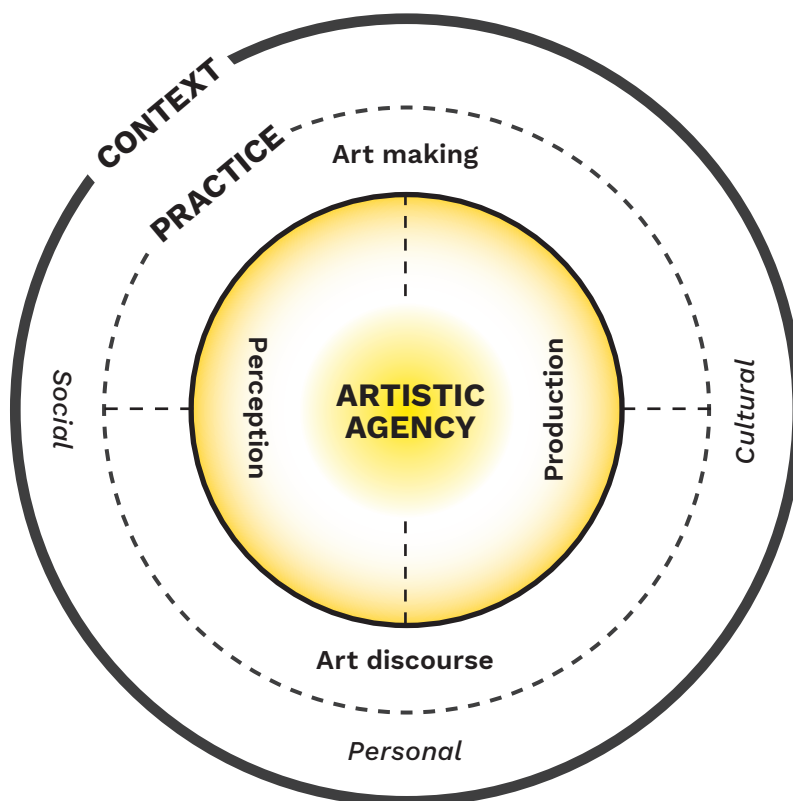 CONTEXT
PRACTICE
Art making
Perception
Production
ARTISTIC
AGENCY
Social
Cultural
Art discourse
Personal